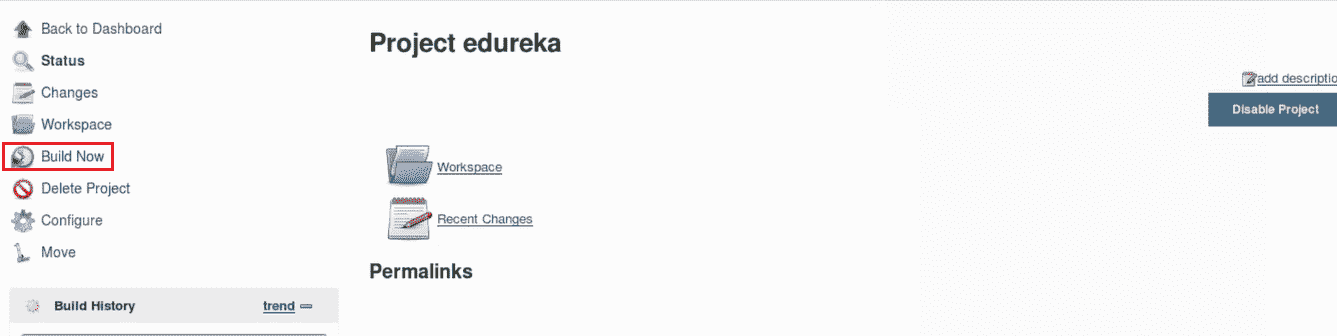 Back to Dashboard
Status
Changes
Workspace
Build Now
Delete Project
Configure
Move
Build History trend
Project edureka
add descriptio
Disable Project
Workspace
Recent Changes
Permalinks